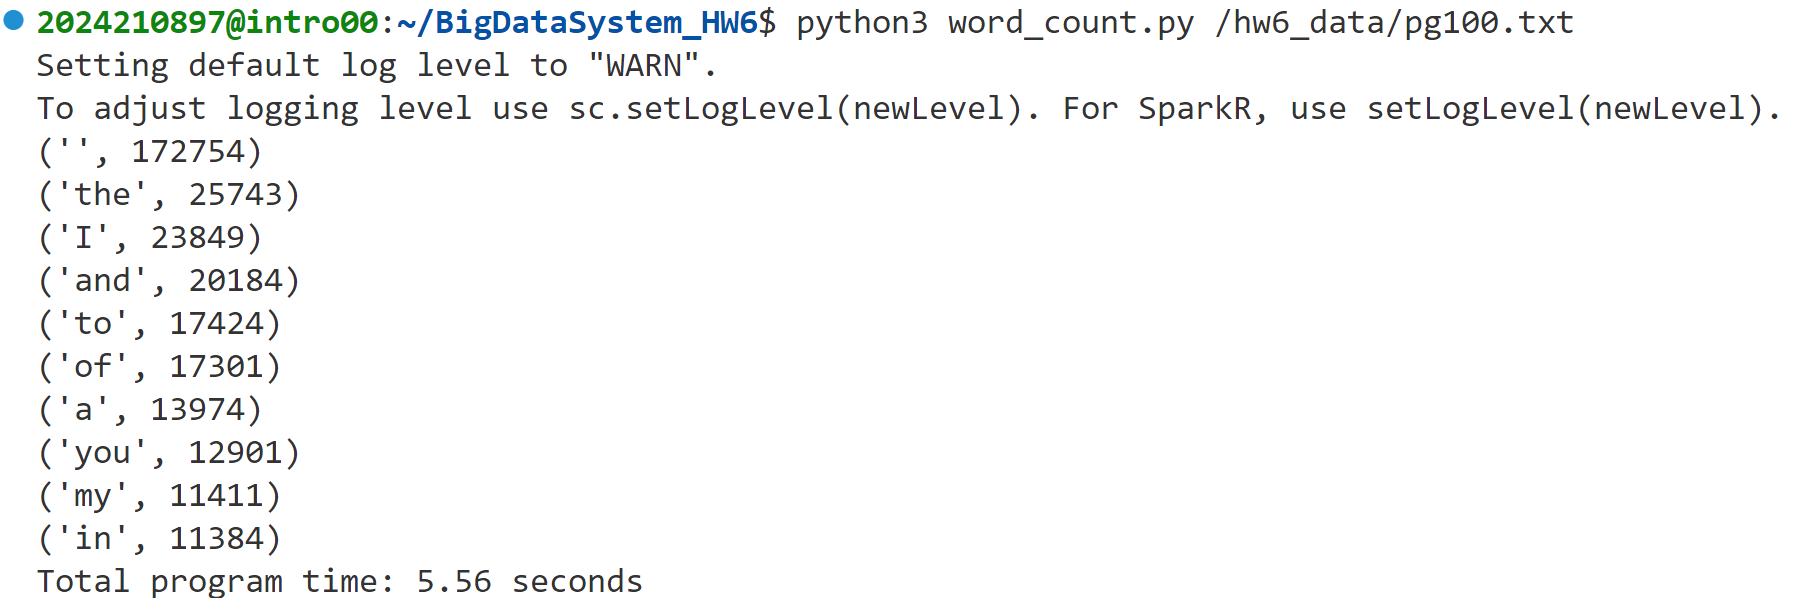 2024210897@intro00:~/BigDataSystem_HW6$ python3 word_count.py /hw6_data/pg100.txt
Setting default log level to "WARN".
To adjust logging level use sc.setLogLevel(newLevel). For SparkR, use setLogLevel(newLevel).
('', 172754)
('the', 25743)
('I', 23849)
('and', 20184)
('to', 17424)
('of', 17301)
('a', 13974)
('you', 12901)
('my', 11411)
('in', 11384)
Total program time: 5.56 seconds